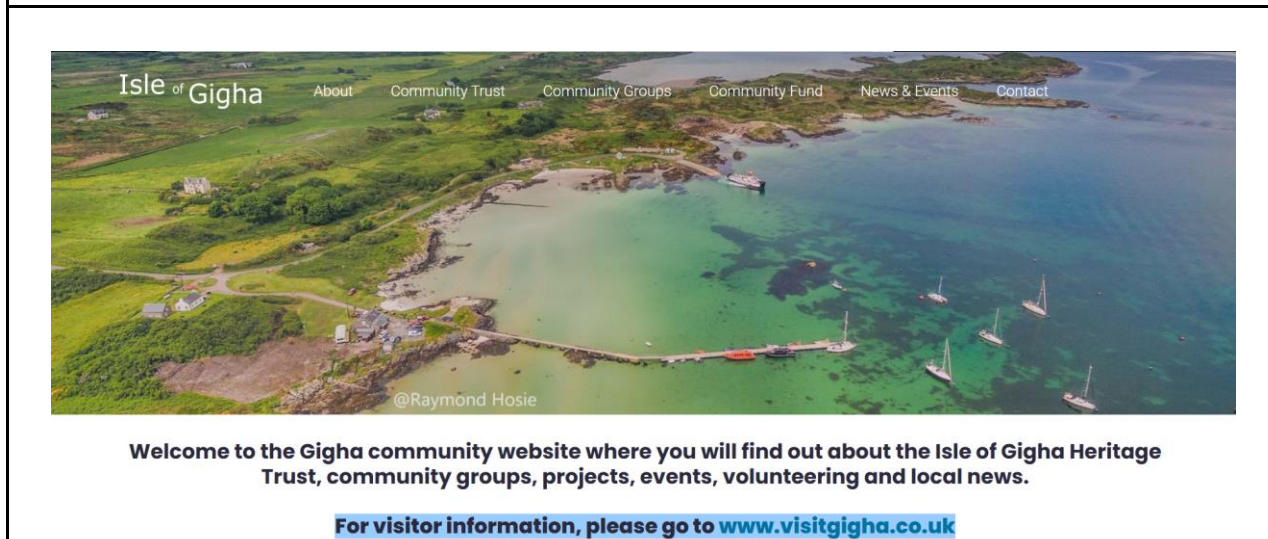 Isle of Gigha About Community Trust Community Groups Community Fund News & Events Contact
@Raymond Hosie
Welcome to the Gigha community website where you will find out about the Isle of Gigha Heritage
Trust, community groups, projects, events, volunteering and local news.
For visitor information, please go to www.visitgigha.co.uk